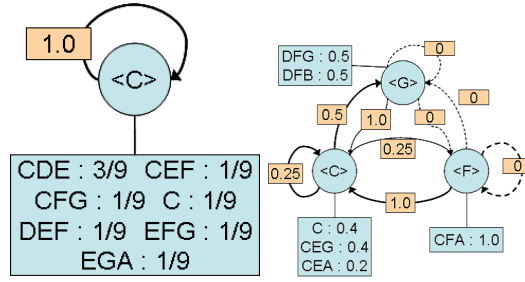 1.0
<C>
CDE : 3/9 CEF : 1/9
CFG : 1/9 C : 1/9
DEF : 1/9 EFG : 1/9
EGA : 1/9
DFG : 0.5
DFB : 0.5
0
<G>
0.5
1.0
0
0
0.25
0.25
<C>
<F>
0
1.0
C : 0.4
CEG : 0.4
CEA : 0.2
CFA : 1.0